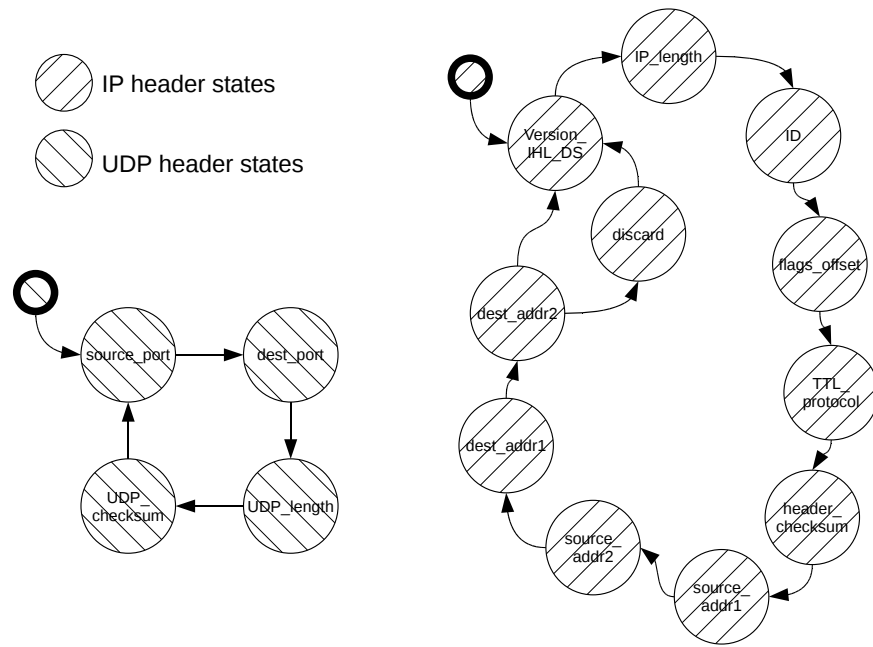 IP header states
UDP header states
source_port
dest_port
UDP_
checksum
UDP_length
Version_
IHL_DS
IP_length
ID
discard
flags_offset
dest_addr2
TTL_
protocol
dest_addr1
header_
checksum
source_
addr2
source_
addr1